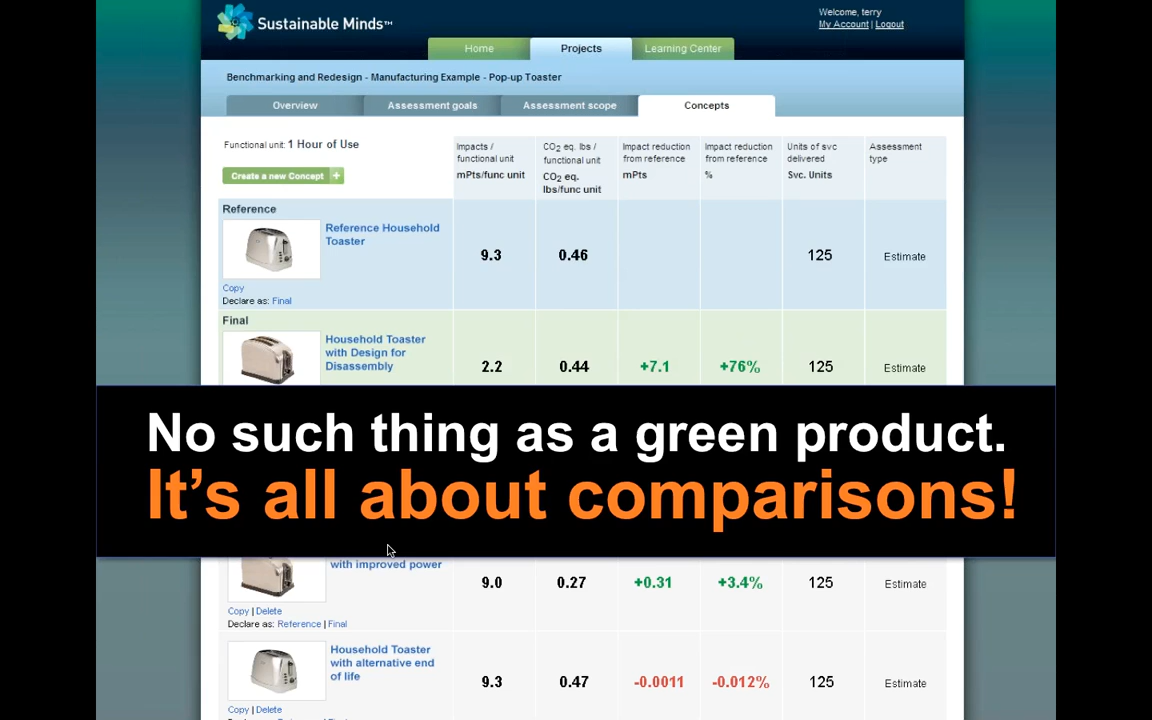 Sustainable Minds™
Welcome, terry
My Account | Logout
Home
Projects
Learning Center
Benchmarking and Redesign - Manufacturing Example - Pop-up Toaster
Overview
Assessment goals
Assessment scope
Concepts
Functional unit: 1 Hour of Use
Create a new Concept +
Impacts /
functional unit
mPts/func unit
CO2 eq. lbs /
functional unit
CO2 eq.
lbs/func unit
Impact reduction
from reference
mPts
Impact reduction
from reference
%
Units of svc
delivered
Svc. Units
Assessment
type
Reference
Reference Household
Toaster
9.3
0.46
125
Estimate
Copy
Declare as: Final
Final
Household Toaster
with Design for
Disassembly
2.2
0.44
+7.1
+76%
125
Estimate
No such thing as a green product.
It's all about comparisons!
with improved power
9.0
0.27
+0.31
+3.4%
125
Estimate
Copy | Delete
Declare as: Reference | Final
Household Toaster
with alternative end
of life
9.3
0.47
-0.0011
-0.012%
125
Estimate
Copy | Delete